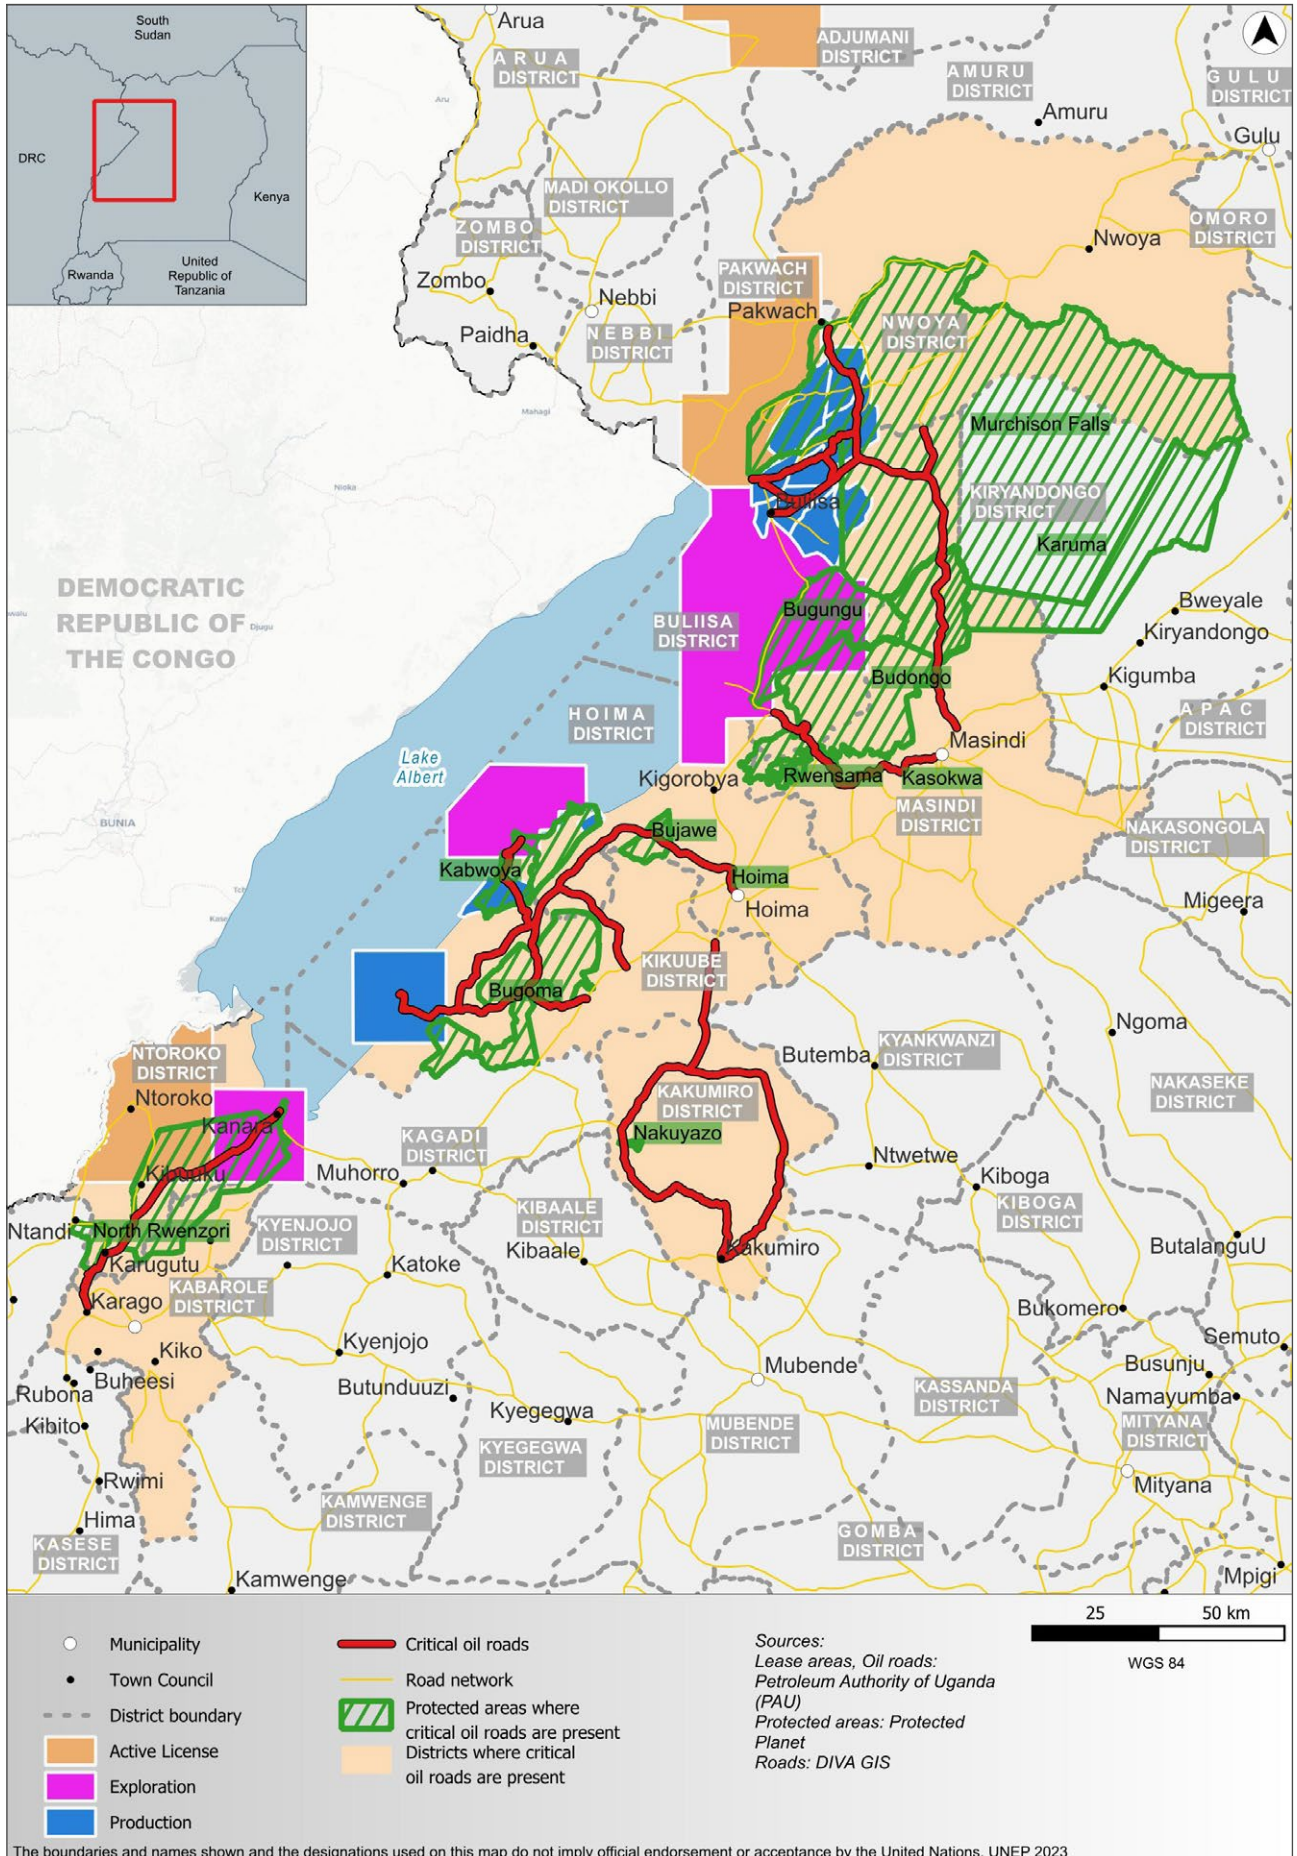 South
Sudan
DRC
Kenya
Rwanda
United
Republic of
Tanzania
Arua
ARUA
DISTRICT
Aru
ADJUMANI
DISTRICT
AMURU
DISTRICT
GULU
DISTRICT
Amuru
Gulu
MADI OKOLLO
DISTRICT
ZOMBO
DISTRICT
OMORO
DISTRICT
Nwoya
PAKWACH
DISTRICT
Zombo
Nebbi
Pakwach
NWOYA
DISTRICT
Paidha
NEBBI
DISTRICT
Mahagi
Murchison Falls
Nioka
KIRYANDONGO
DISTRICT
Buliisa
Karuma
DEMOCRATIC
REPUBLIC OF
THE CONGO
Djugu
BULIISA
DISTRICT
Bugungu
Bweyale
Kiryandongo
Budongo
Kigumba
HOIMA
DISTRICT
APAC
DISTRICT
Lake
Albert
Masindi
Kigorobya
Rwensama
Kasokwa
MASINDI
DISTRICT
BUNIA
Bujawe
NAKASONGOLA
DISTRICT
Kabwoya
Hoima
Hoima
Migeera
KIKUUBE
DISTRICT
Bugoma
Ngoma
NTOROKO
DISTRICT
Butemba
KYANKWANZI
DISTRICT
Ntoroko
KAKUMIRO
DISTRICT
NAKASEKE
DISTRICT
Kanara
KAGADI
DISTRICT
Nakuyazo
Kibuuku
Muhorro
Ntwetwe
Kiboga
KIBAALE
DISTRICT
KIBOGA
DISTRICT
Ntandi
North Rwenzori
KYENJOJO
DISTRICT
Kibaale
Kakumiro
ButalanguU
Karugutu
Katoke
KABAROLE
DISTRICT
Karago
Bukomero
Kyenjojo
Semuto
Kiko
Mubende
Busunju
Rubona
Buheesi
Butunduuzi
KASSANDA
DISTRICT
Namayumba
Kyegegwa
Kibito
MUBENDE
DISTRICT
MITYANA
DISTRICT
KYEGEGWA
DISTRICT
Rwimi
Mityana
KAMWENGE
DISTRICT
Hima
GOMBA
DISTRICT
KASESE
DISTRICT
Kamwenge
Mpigi
Municipality
Town Council
District boundary
Active License
Exploration
Production
Critical oil roads
Road network
Protected areas where
critical oil roads are present
Districts where critical
oil roads are present
Sources:
Lease areas, Oil roads:
Petroleum Authority of Uganda
(PAU)
Protected areas: Protected
Planet
Roads: DIVA GIS
25 50 km
WGS 84
The boundaries and names shown and the designations used on this map do not imply official endorsement or acceptance by the United Nations. UNEP 2023